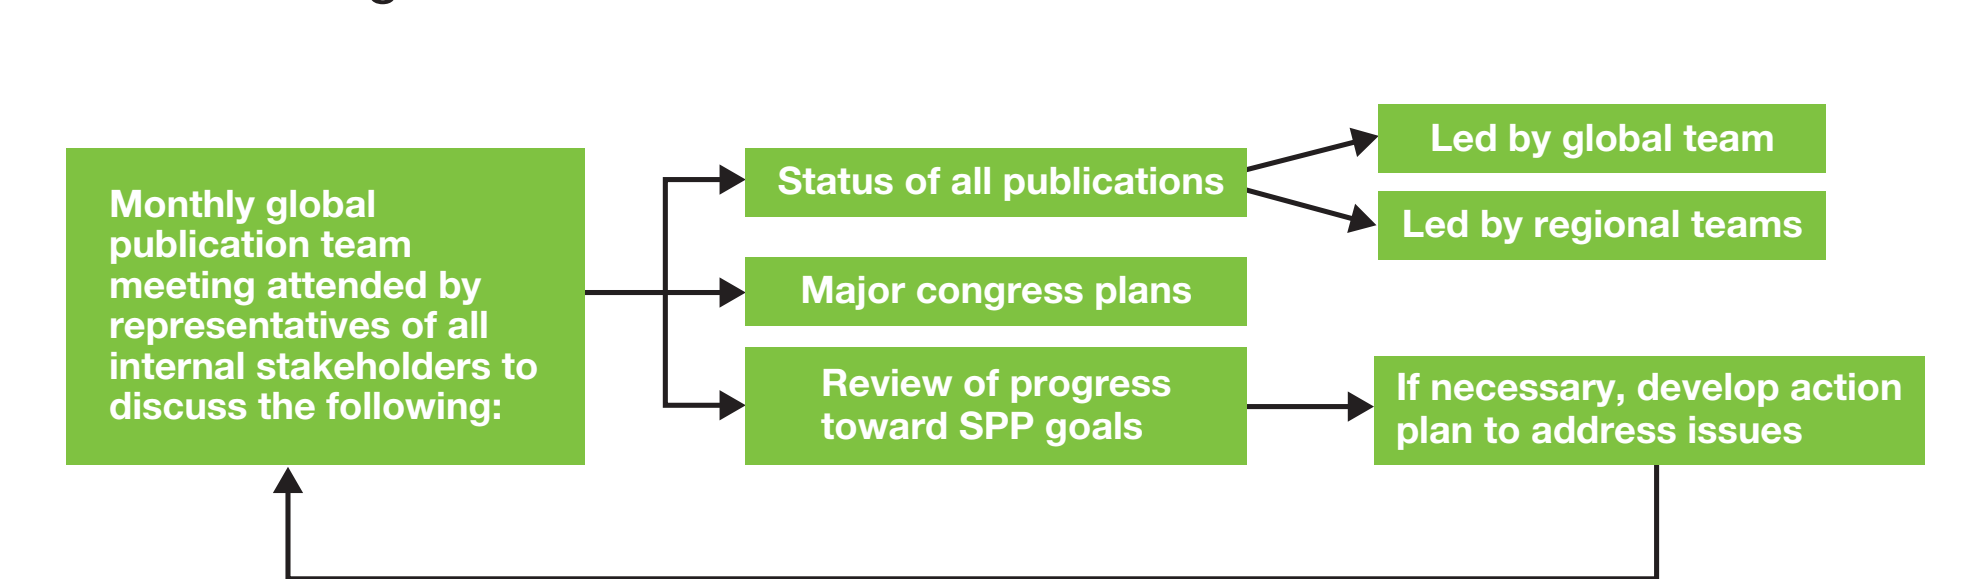 Monthly global
publication team
meeting attended by
representatives of all
internal stakeholders to
discuss the following:
Status of all publications
Led by global team
Led by regional teams
Major congress plans
Review of progress
toward SPP goals
If necessary, develop action
plan to address issues